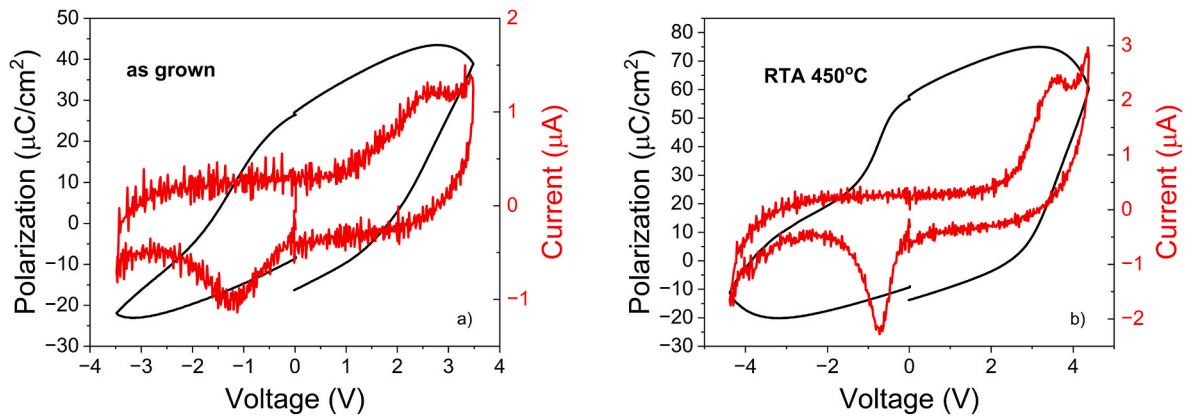 as grown
Polarization (μC/cm²)
50
40
30
20
10
0
−10
−20
−30
−4 −3 −2 −1 0 1 2 3 4
Voltage (V)
2
1
0
−1
Current (μA)
a)
RTA 450°C
Polarization (μC/cm²)
80
70
60
50
40
30
20
10
0
−10
−20
−30
−4 −2 0 2 4
Voltage (V)
3
2
1
0
−1
−2
Current (μA)
b)